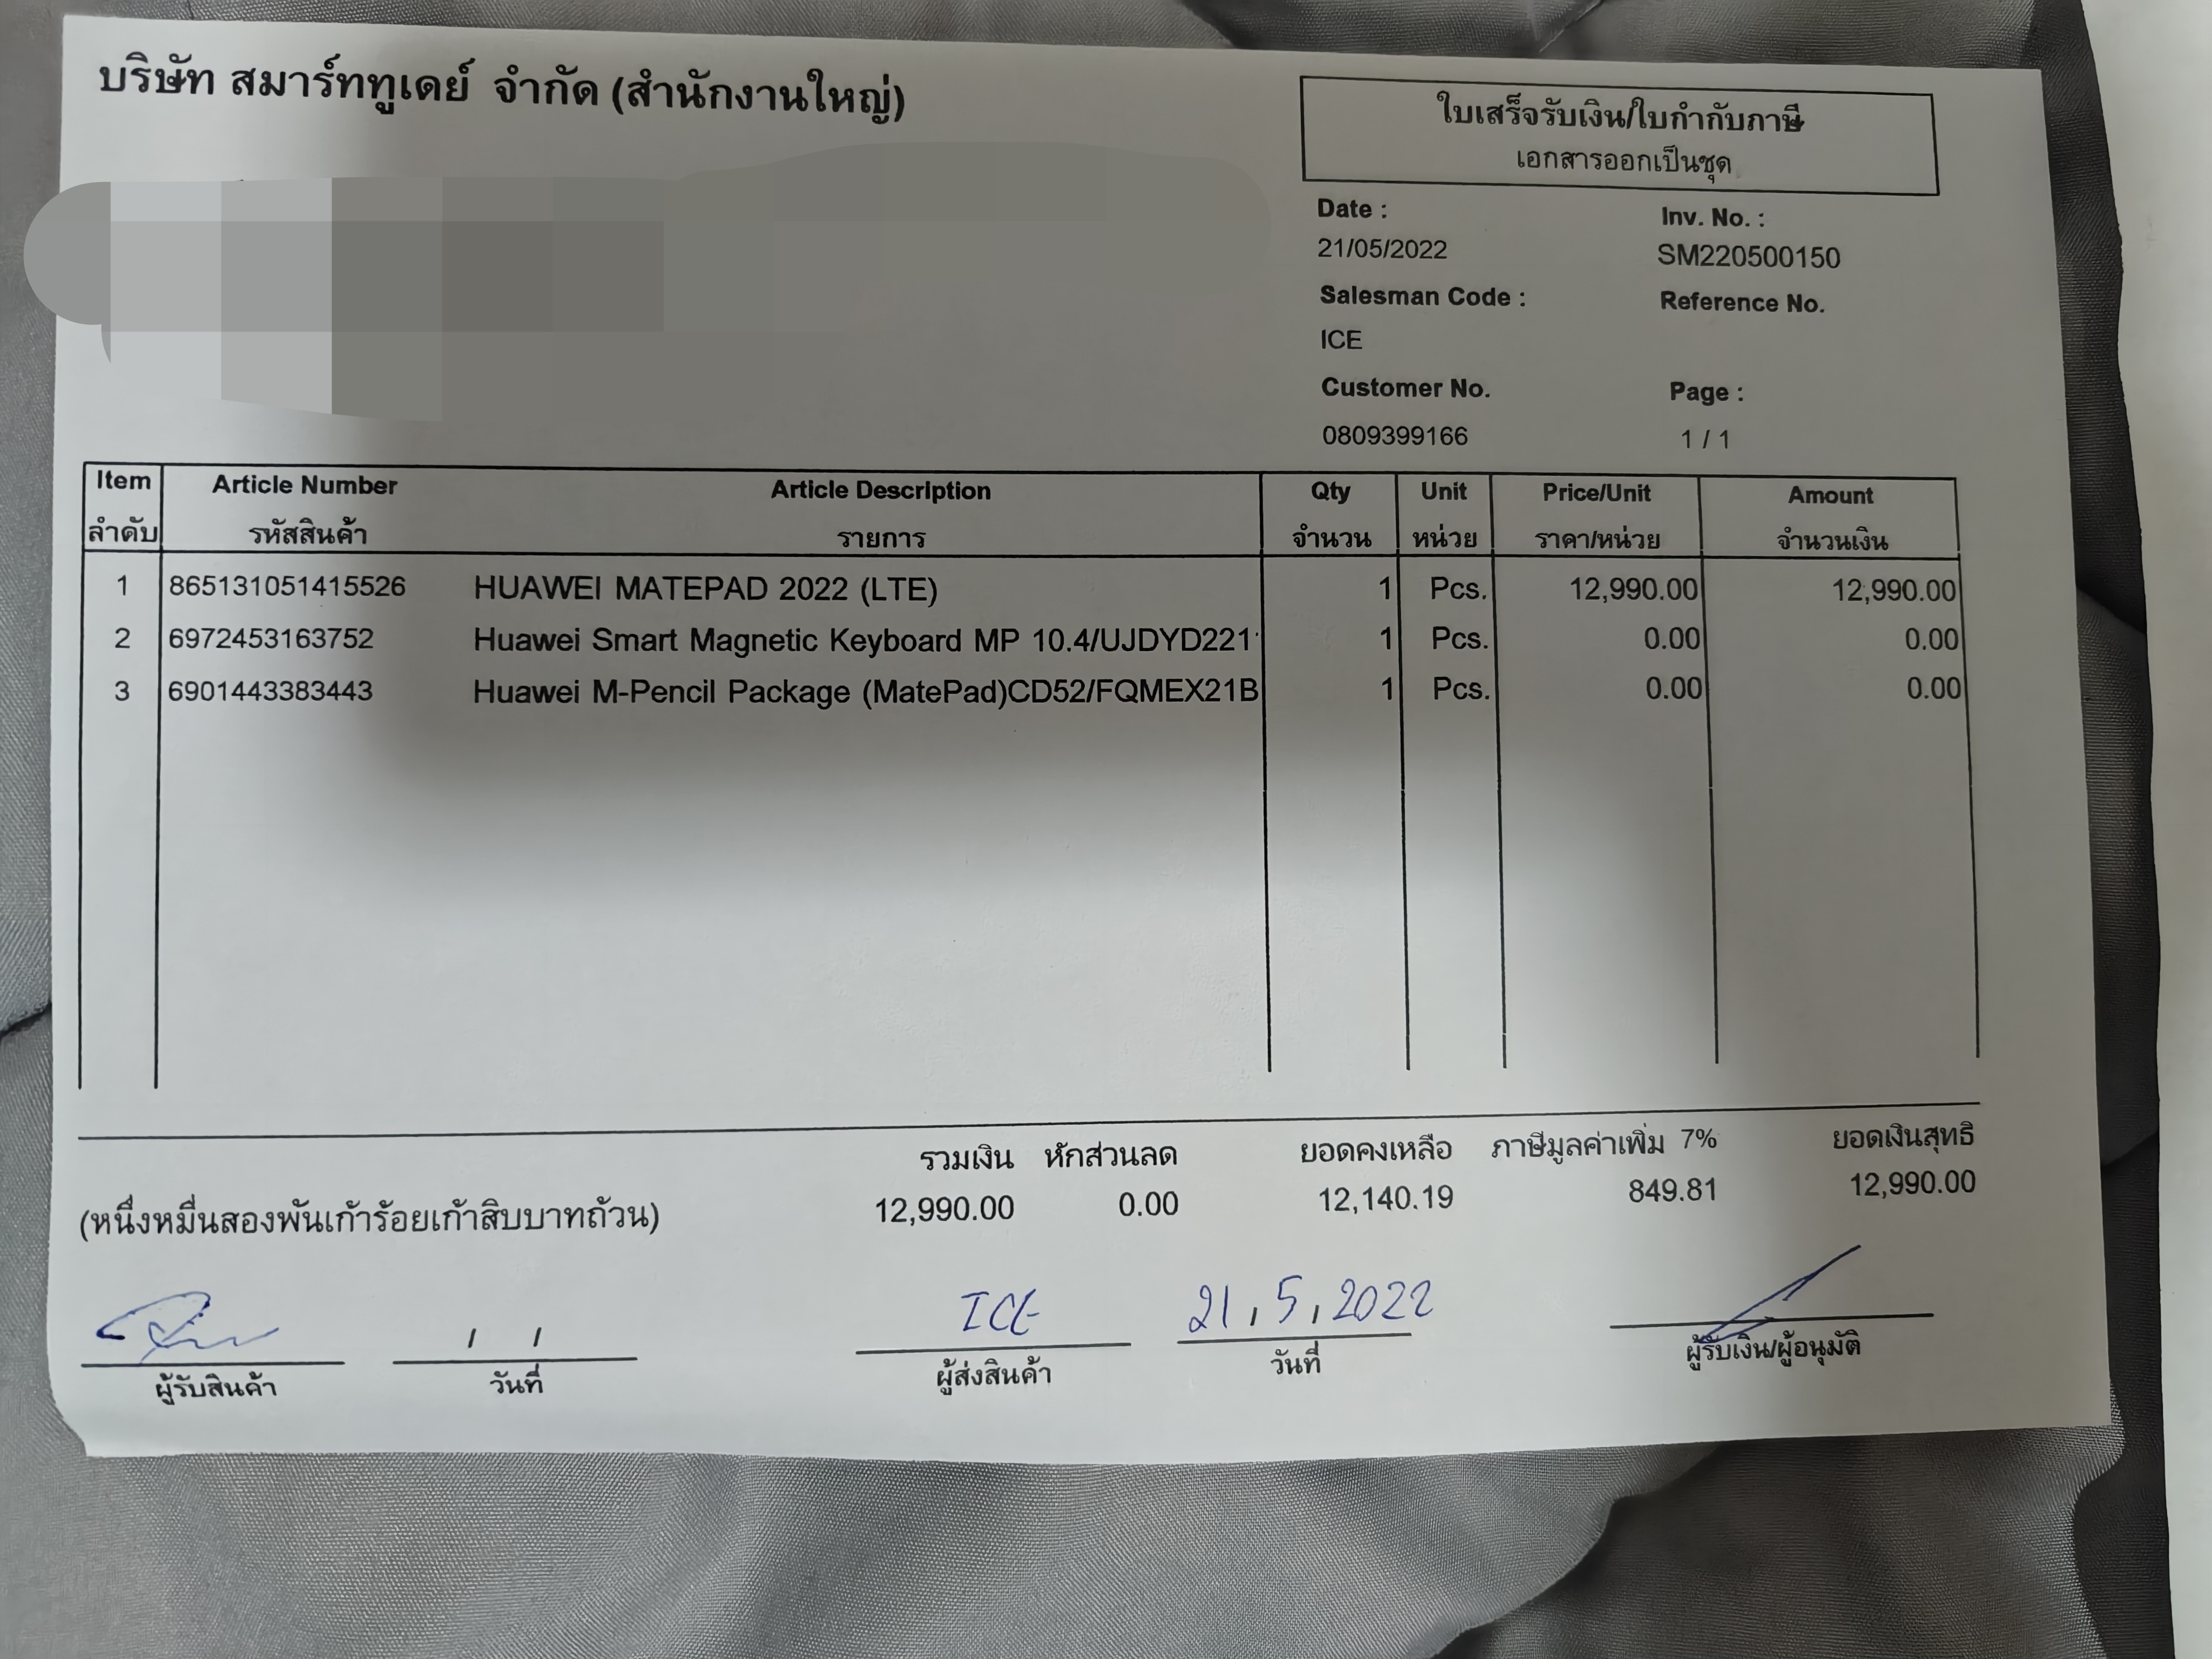 บริษัท สมาร์ททูเดย์ จำกัด (สำนักงานใหญ่)
ใบเสร็จรับเงิน/ใบกำกับภาษี
เอกสารออกเป็นชุด
Date : Inv. No. :
21/05/2022 SM220500150
Salesman Code : Reference No.
ICE
Customer No. Page :
0809399166 1 / 1
Item Article Number Article Description Qty Unit Price/Unit Amount
ลำดับ รหัสสินค้า รายการ จำนวน หน่วย ราคา/หน่วย จำนวนเงิน
1 865131051415526 HUAWEI MATEPAD 2022 (LTE) 1 Pcs. 12,990.00 12,990.00
2 6972453163752 Huawei Smart Magnetic Keyboard MP 10.4/UJDYD221 1 Pcs. 0.00 0.00
3 6901443383443 Huawei M-Pencil Package (MatePad)CD52/FQMEX21B 1 Pcs. 0.00 0.00
รวมเงิน หักส่วนลด ยอดคงเหลือ ภาษีมูลค่าเพิ่ม 7% ยอดเงินสุทธิ
(หนึ่งหมื่นสองพันเก้าร้อยเก้าสิบบาทถ้วน) 12,990.00 0.00 12,140.19 849.81 12,990.00
/ / ICE 21/5/2022
ผู้รับสินค้า วันที่ ผู้ส่งสินค้า วันที่ ผู้รับเงิน/ผู้อนุมัติ